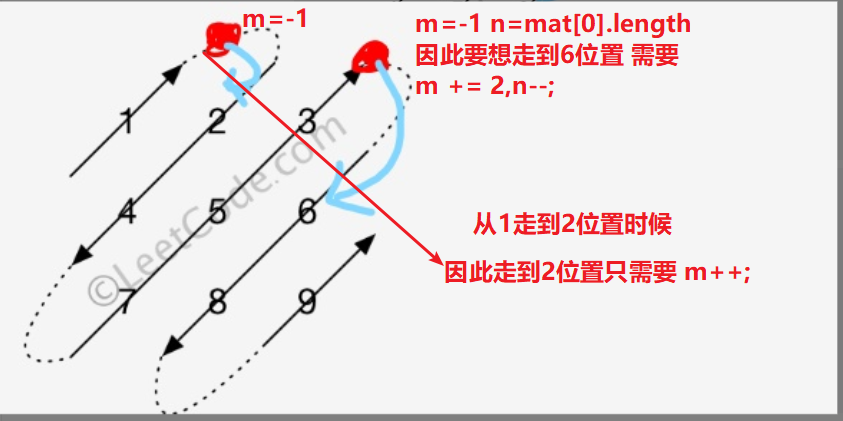 m=-1
m=-1 n=mat[0].length
因此要想走到6位置 需要
m += 2,n--;
1
2
3
4
5
6
7
8
9
©LeetCode.com
从1走到2位置时候
因此走到2位置只需要 m++;